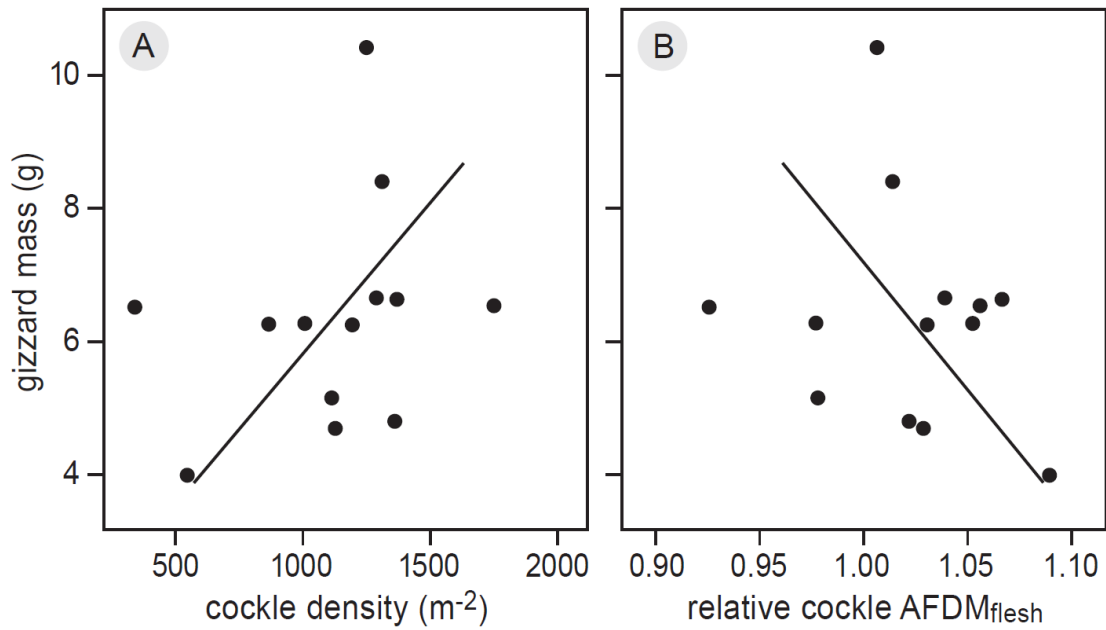 A
B
gizzard mass (g)
10
8
6
4
500 1000 1500 2000
0.90 0.95 1.00 1.05 1.10
cockle density (m-2)
relative cockle AFDMflesh